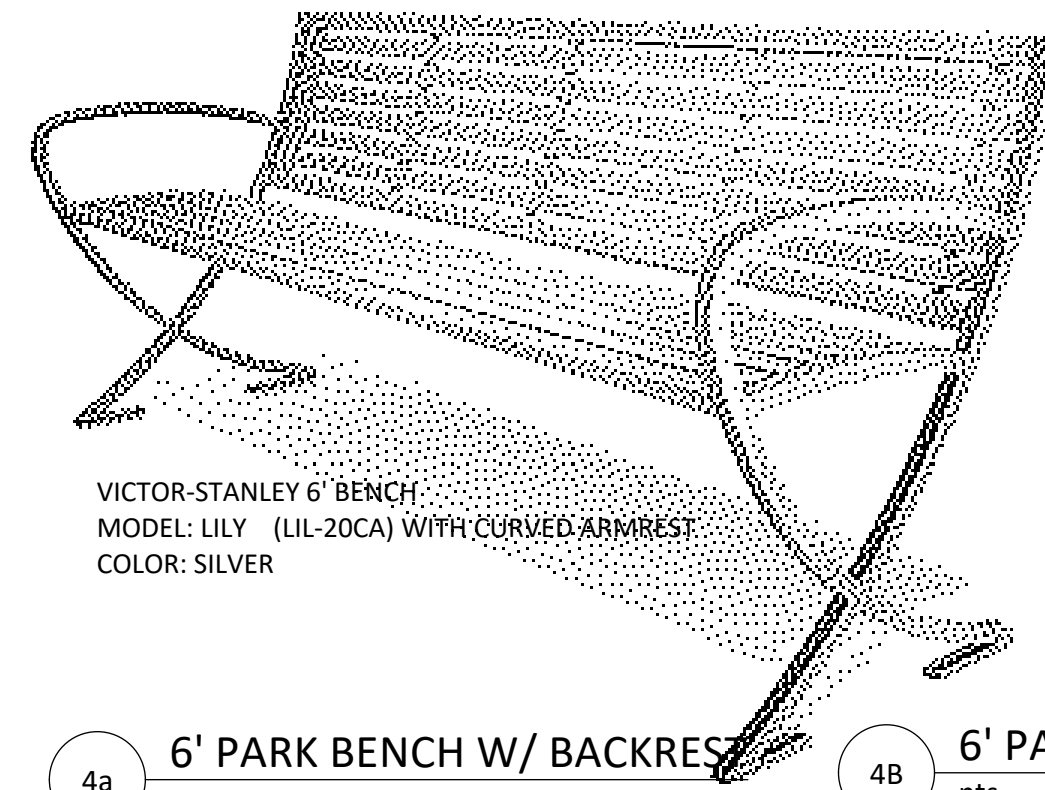 VICTOR-STANLEY 6' BENCH
MODEL: LILY (LIL-20CA) WITH CURVED ARMREST
COLOR: SILVER
4a 6' PARK BENCH W/ BACKREST
4B 6' PA